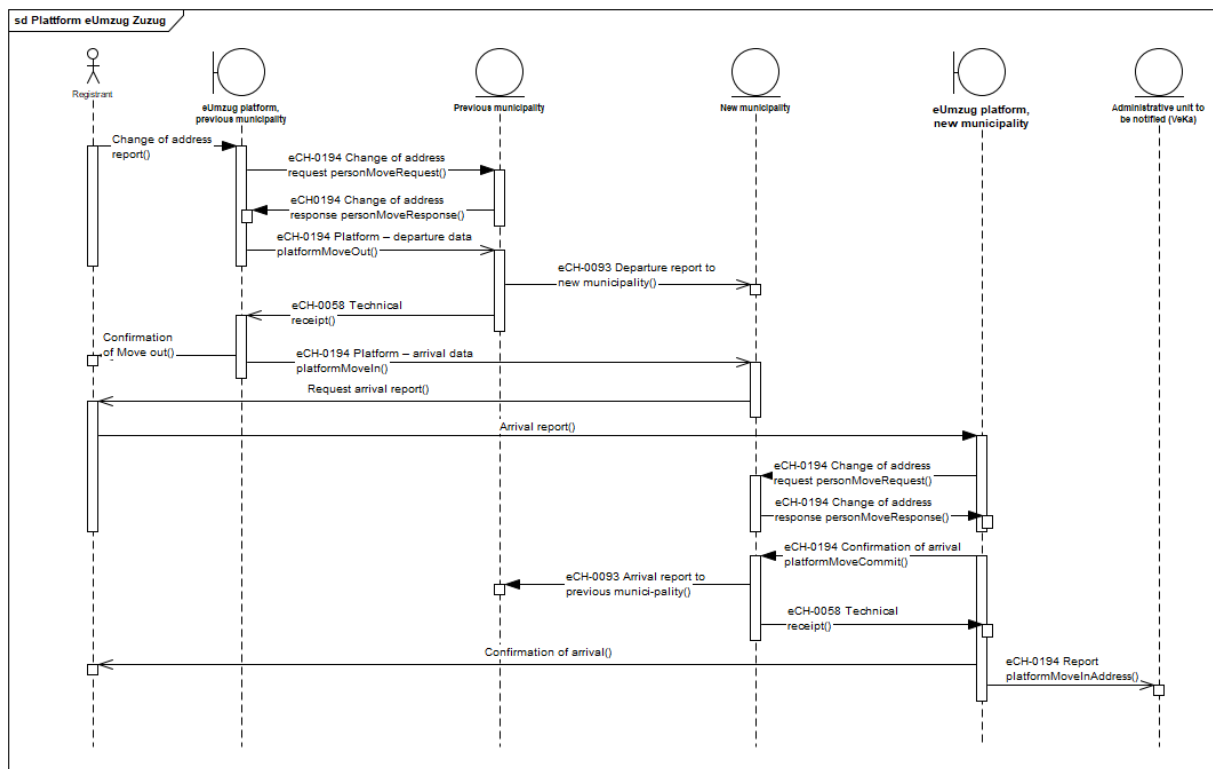 sd Plattform eUmzug Zuzug
Registrant
eUmzug platform,
previous municipality
Previous municipality
New municipality
eUmzug platform,
new municipality
Administrative unit to
be notified (VeKa)
Change of address
report()
eCH-0194 Change of address
request personMoveRequest()
eCH0194 Change of address
response personMoveResponse()
eCH-0194 Platform – departure data
platformMoveOut()
eCH-0093 Departure report to
new municipality()
eCH-0058 Technical
receipt()
Confirmation
of Move out()
eCH-0194 Platform – arrival data
platformMoveIn()
Request arrival report()
Arrival report()
eCH-0194 Change of address
request personMoveRequest()
eCH-0194 Change of address
response personMoveResponse()
eCH-0194 Confirmation of arrival
platformMoveCommit()
eCH-0093 Arrival report to
previous munici-pality()
eCH-0058 Technical
receipt()
Confirmation of arrival()
eCH-0194 Report
platformMoveInAddress()